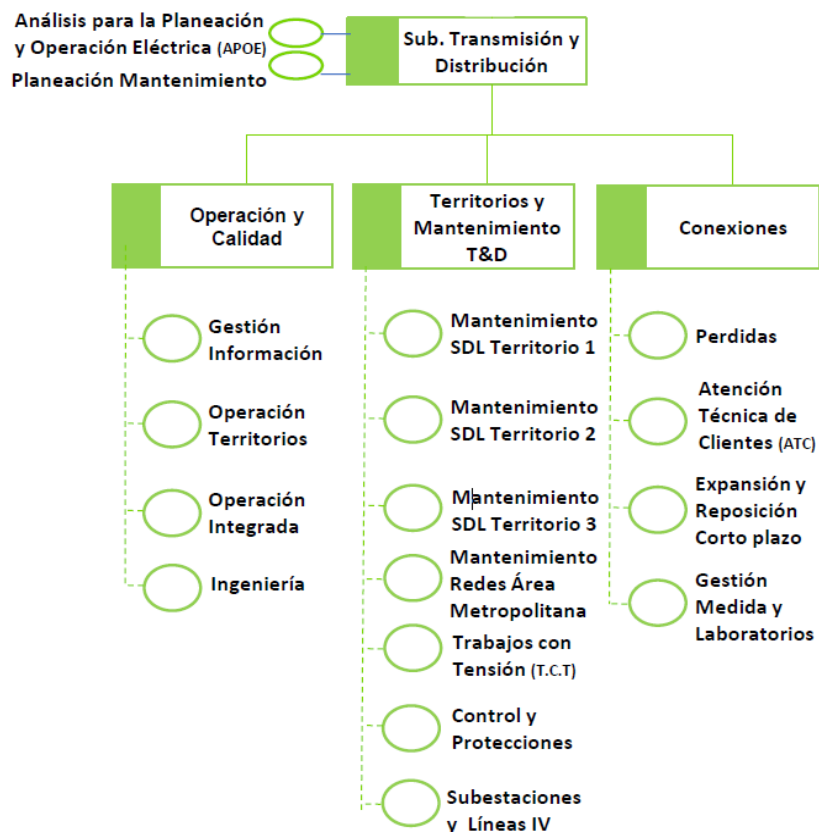 Análisis para la Planeación
y Operación Eléctrica (APOE)
Planeación Mantenimiento
Sub. Transmisión y
Distribución
Operación y
Calidad
Gestión
Información
Operación
Territorios
Operación
Integrada
Ingeniería
Territorios y
Mantenimiento
T&D
Mantenimiento
SDL Territorio 1
Mantenimiento
SDL Territorio 2
Mantenimiento
SDL Territorio 3
Mantenimiento
Redes Área
Metropolitana
Trabajos con
Tensión (T.C.T)
Control y
Protecciones
Subestaciones
y Líneas IV
Conexiones
Perdidas
Atención
Técnica de
Clientes (ATC)
Expansión y
Reposición
Corto plazo
Gestión
Medida y
Laboratorios